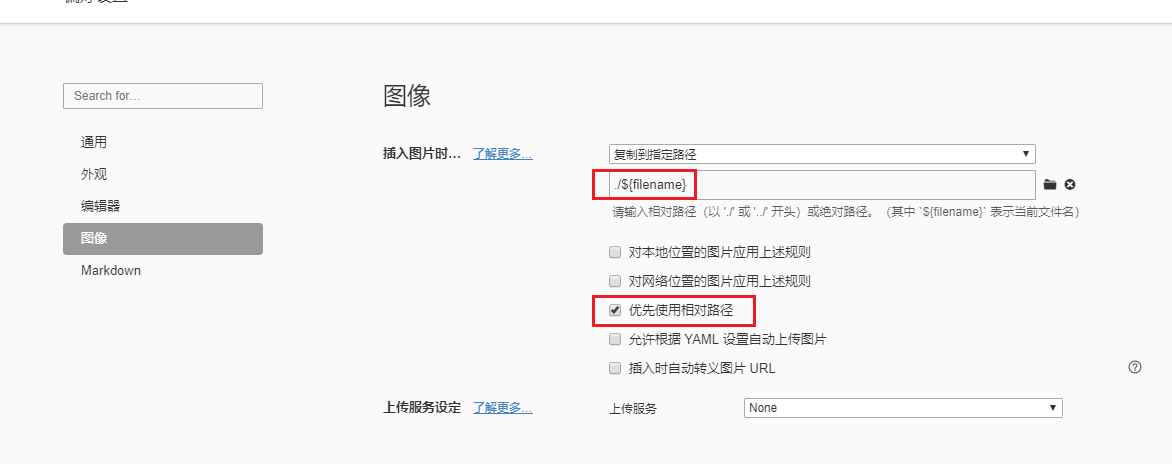 Search for...
通用
外观
编辑器
图像
Markdown
图像
插入图片时... 了解更多... 复制到指定路径
./${filename}
请输入相对路径（以 './' 或 '../' 开头）或绝对路径。（其中 `${filename}` 表示当前文件名）
对本地位置的图片应用上述规则
对网络位置的图片应用上述规则
优先使用相对路径
允许根据 YAML 设置自动上传图片
插入时自动转义图片 URL
上传服务设定 了解更多... 上传服务 None